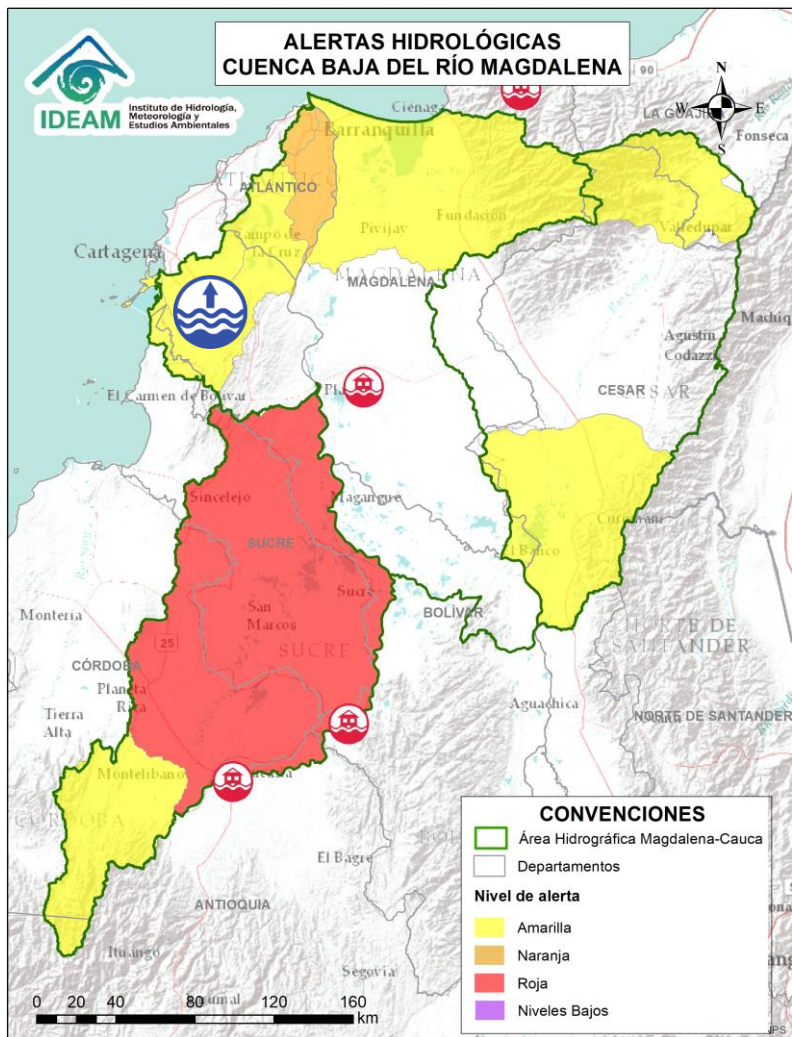 ALERTAS HIDROLÓGICAS
CUENCA BAJA DEL RÍO MAGDALENA
IDEAM
Instituto de Hidrología,
Meteorología y
Estudios Ambientales
N
W
E
S
90
Ciénaga
LA GUAJI
Fonseca
Barranquilla
ATLÁNTICO
Pivijay
Fundación
Valledupar
Campo de
la Cruz
Cartagena
MAGDALENA
MAGDALENA
Machiq
Agustín
Codazzi
El Carmen de Bolívar
Pla
CESAR
Sincelejo
Magangué
SUCRE
El Banco
San
Marcos
Sucre
BOLÍVAR
SUCRE
Montería
25
NORTE DE
SANTANDER
CÓRDOBA
Planeta
Rica
Aguachica
Tierra
Alta
NORTE DE SANTANDER
Montelíbano
CÓRDOBA
El Bagre
ANTIOQUIA
Ituango
Segovia
CONVENCIONES
Área Hidrográfica Magdalena-Cauca
Departamentos
Nivel de alerta
Amarilla
Naranja
Roja
Niveles Bajos
0 20 40 80 120 160
km